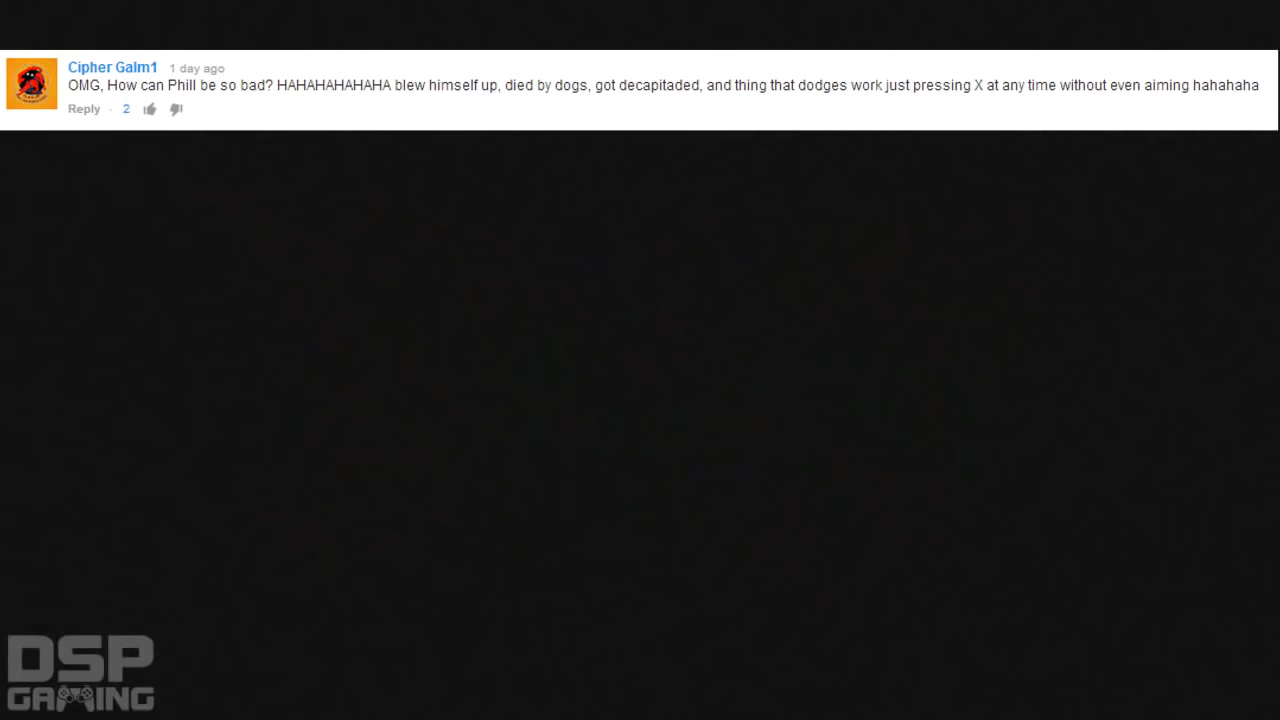 Cipher Galm1 1 day ago
OMG, How can Phill be so bad? HAHAHAHAHAHA blew himself up, died by dogs, got decapitaded, and thing that dodges work just pressing X at any time without even aiming hahahaha
Reply · 2
DSP
GAMING